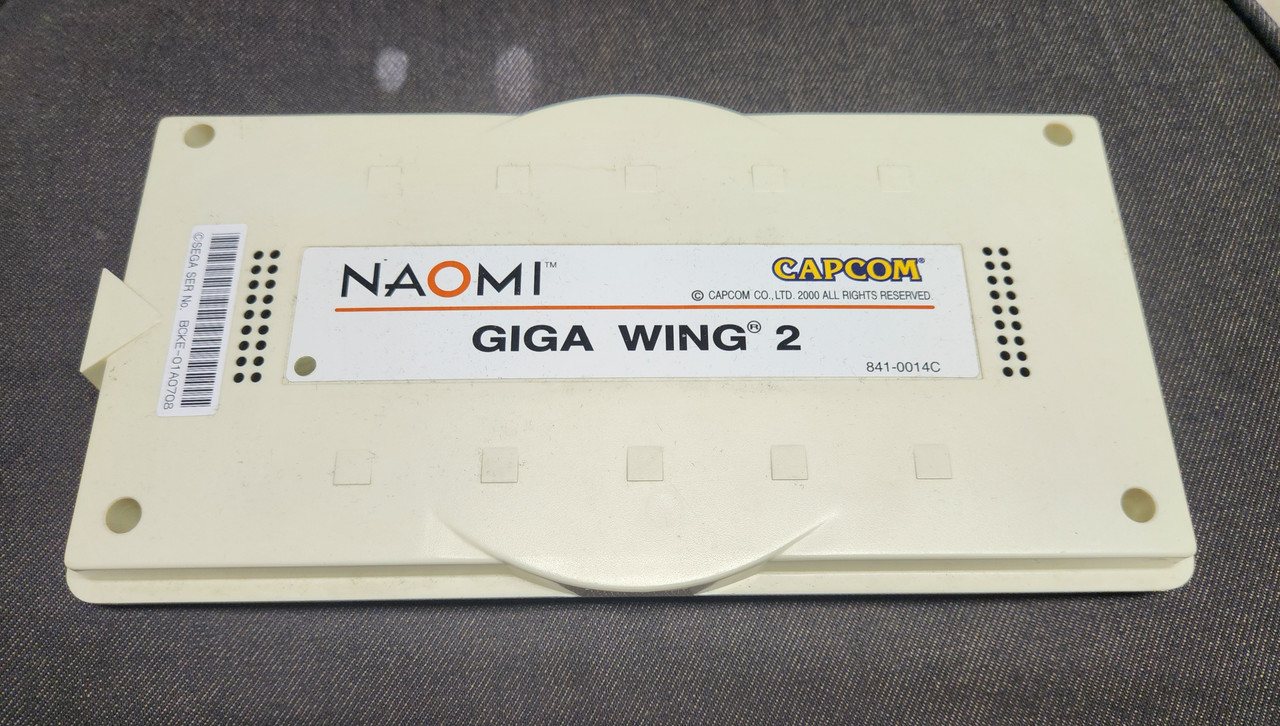 NAOMI™
CAPCOM®
© CAPCOM CO., LTD. 2000 ALL RIGHTS RESERVED.
GIGA WING® 2
841-0014C
©SEGA SER No. BCKE-01A0708